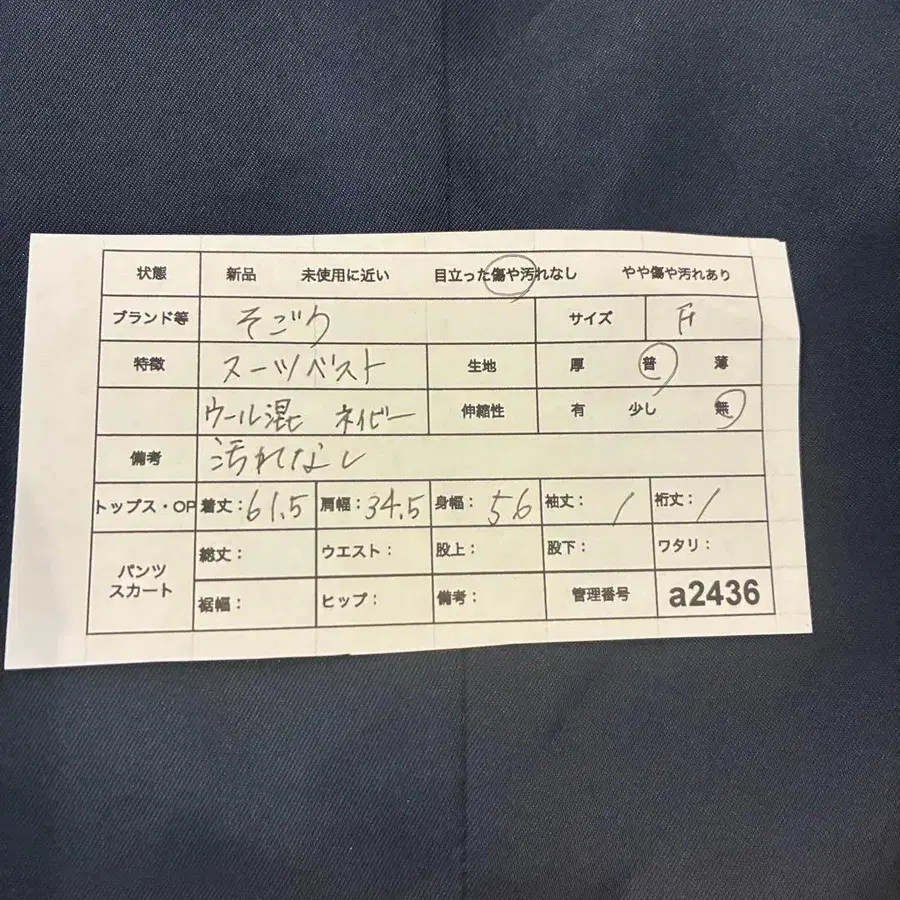 状態 新品 未使用に近い 目立った傷や汚れなし やや傷や汚れあり
ブランド等 そごう サイズ F
特徴 スーツベスト 生地 厚 普 薄
ウール混 ネイビー 伸縮性 有 少し 無
備考 汚れなし
トップス・OP 着丈：61.5 肩幅：34.5 身幅：56 袖丈：/ 裄丈：/
パンツ スカート 総丈： ウエスト： 股上： 股下： ワタリ：
裾幅： ヒップ： 備考： 管理番号 a2436